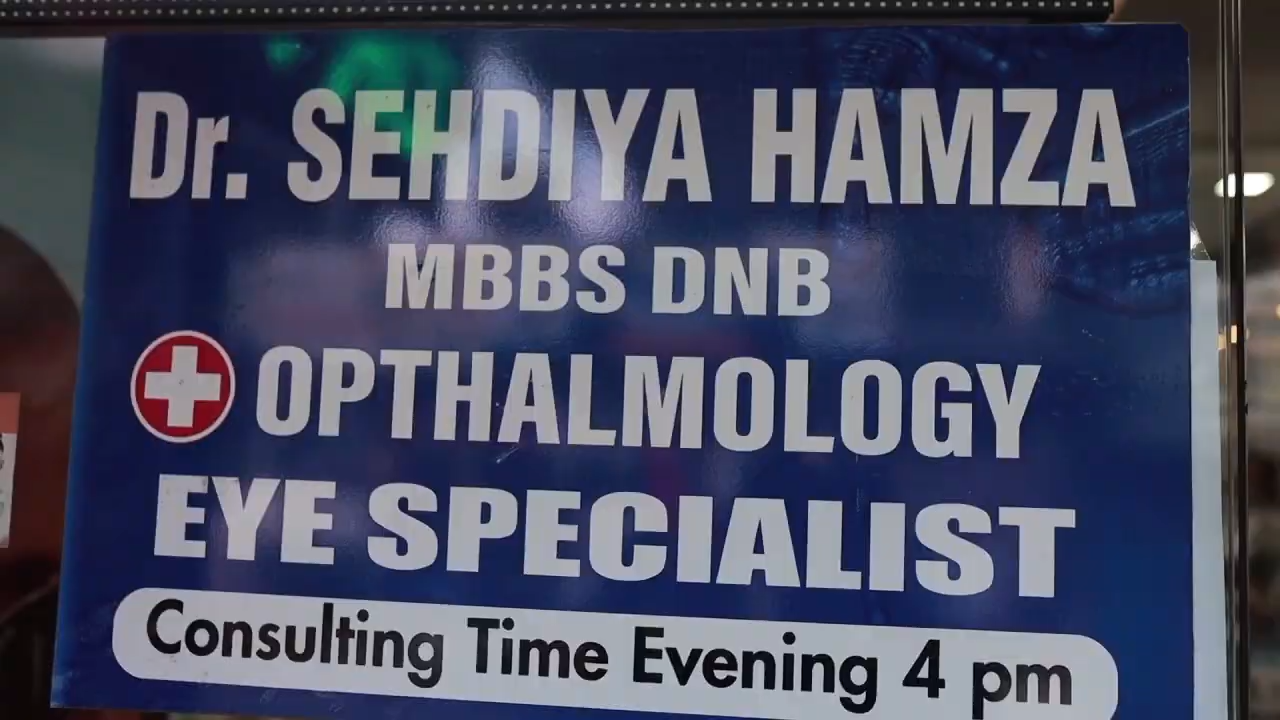 Dr. SEHDIYA HAMZA
MBBS DNB
OPTHALMOLOGY
EYE SPECIALIST
Consulting Time Evening 4 pm